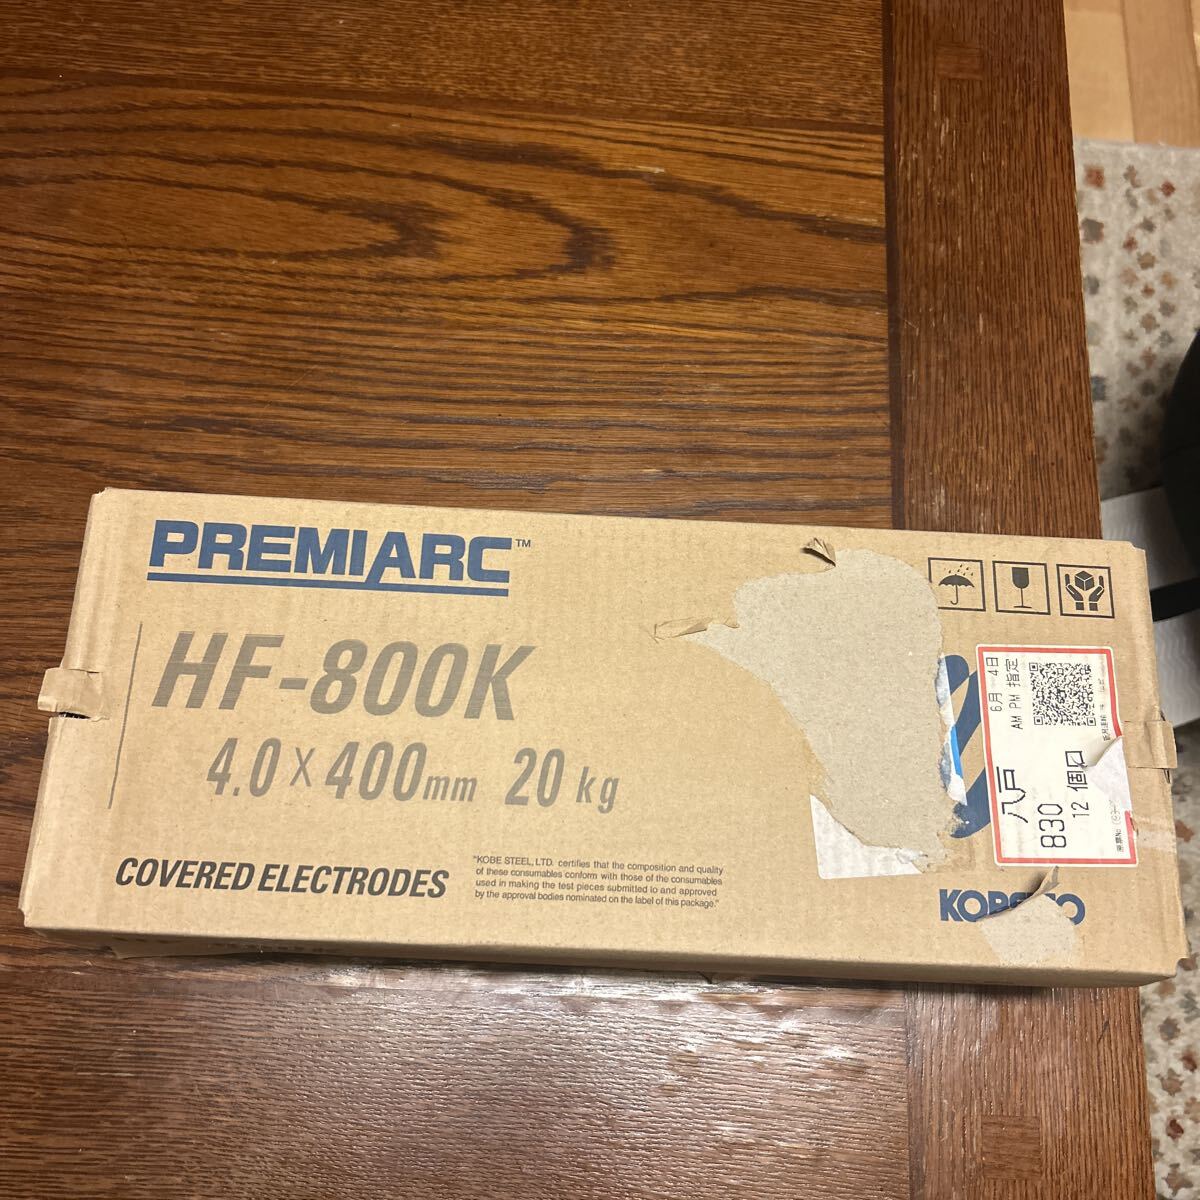 PREMIARC™
HF-800K
4.0 × 400mm 20 kg
COVERED ELECTRODES
"KOBE STEEL, LTD. certifies that the composition and quality
of these consumables conform with those of the consumables
used in making the test pieces submitted to and approved
by the approval bodies nominated on the label of this package."
6月 4日
AM PM 指定
八戸
830
12 個口